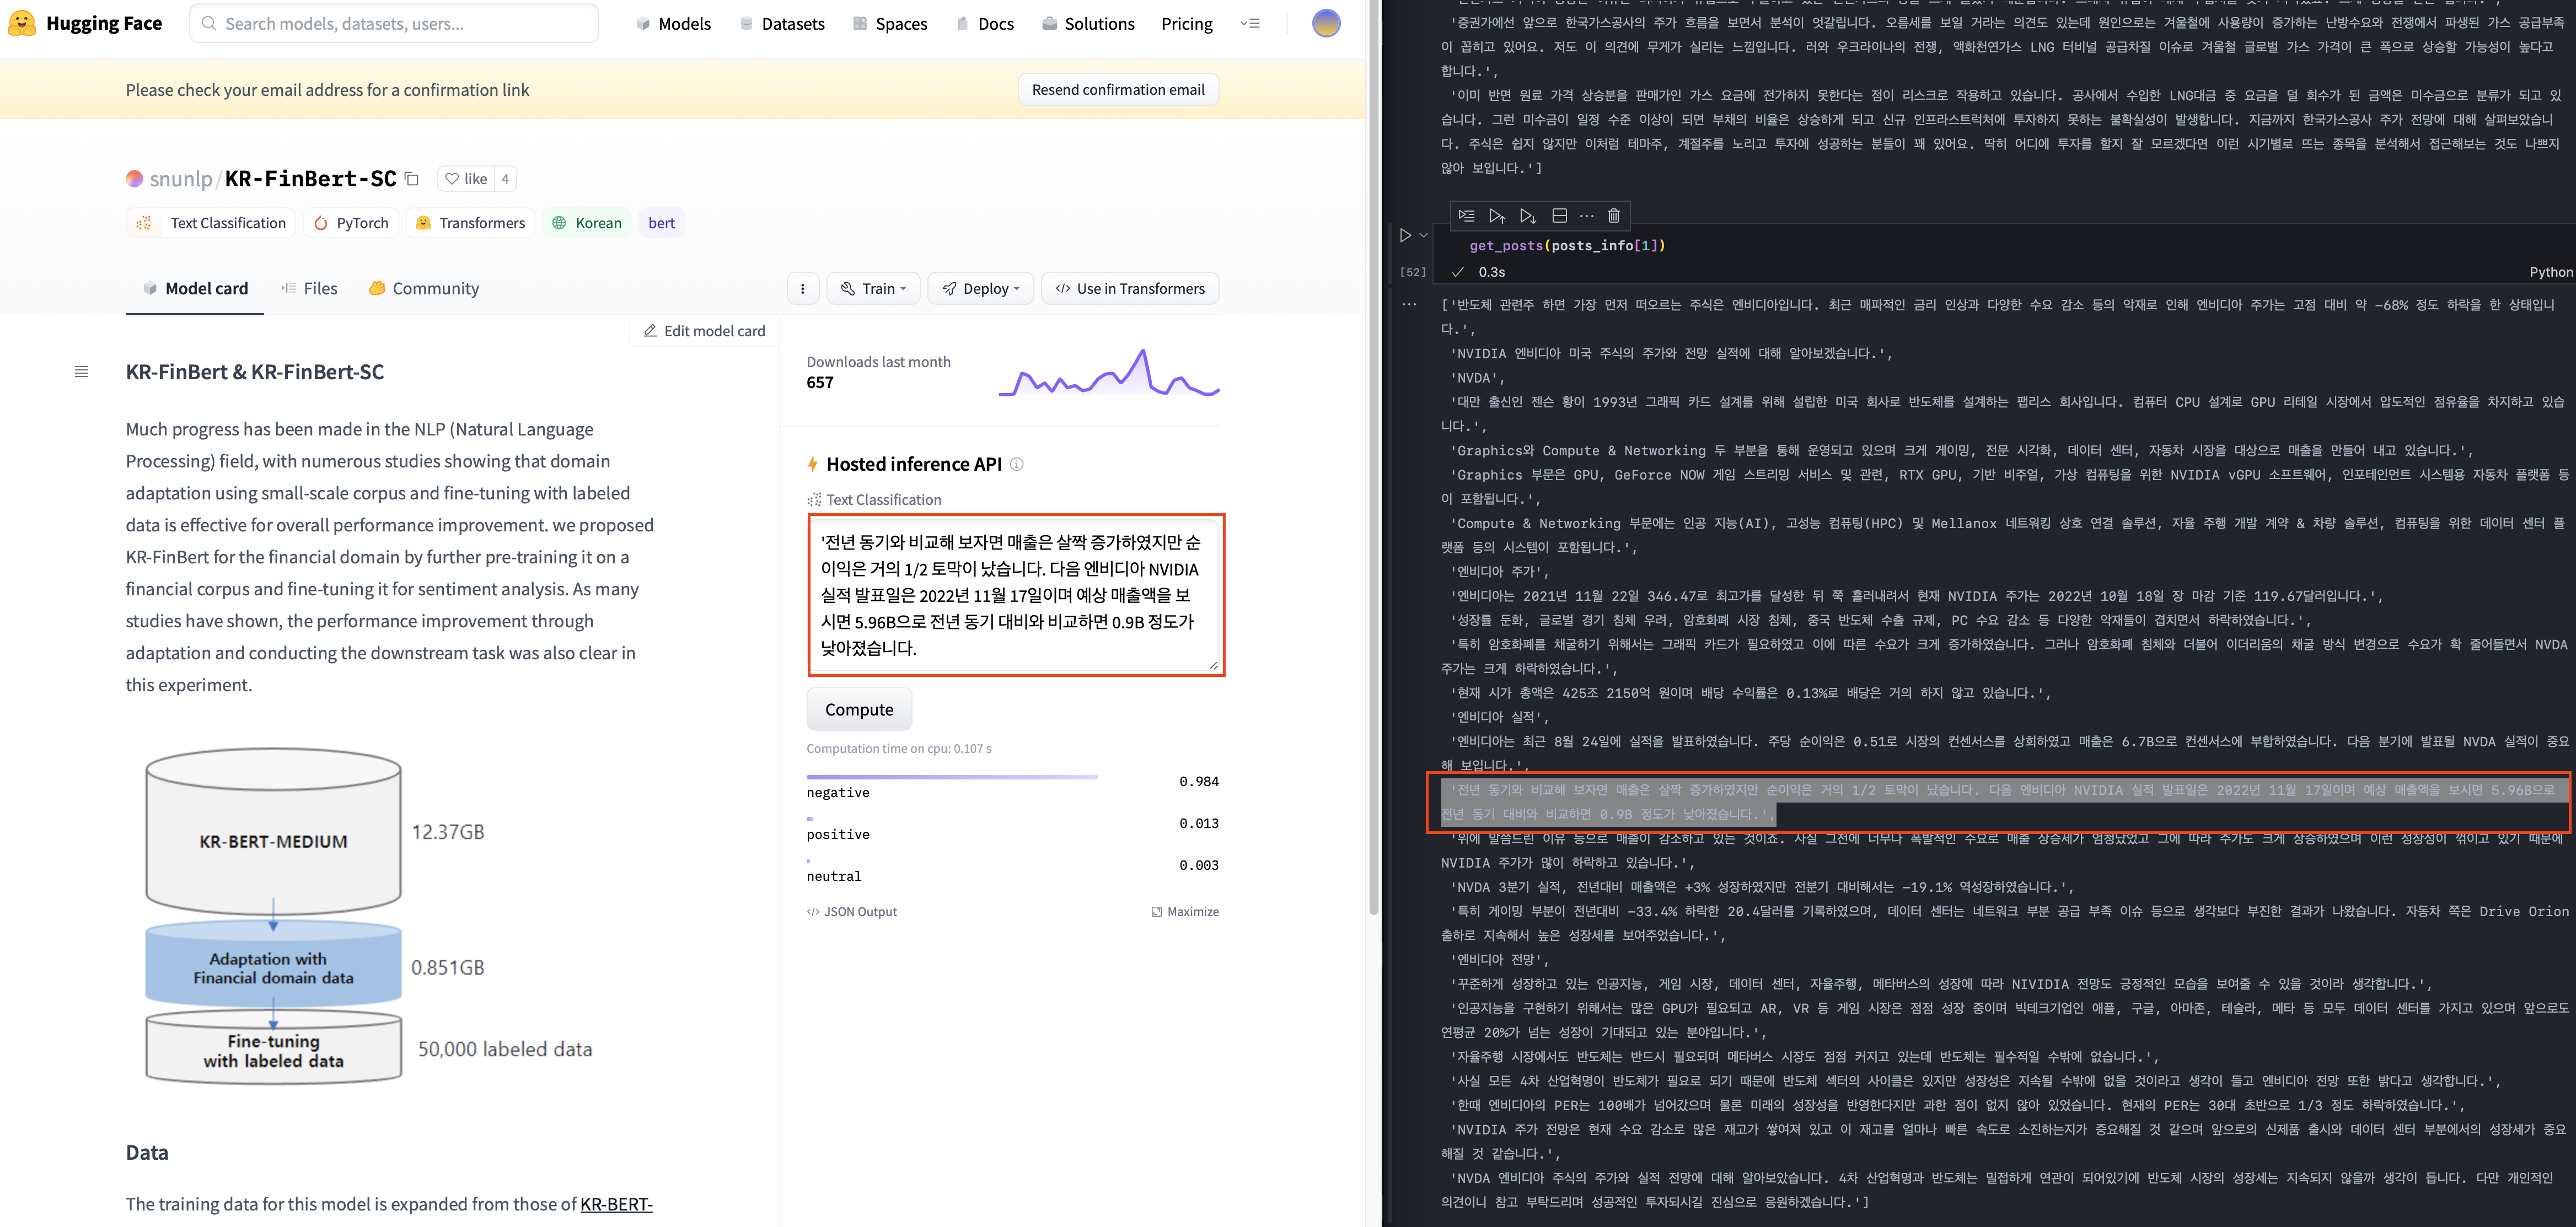 Hugging Face
Search models, datasets, users...
Models
Datasets
Spaces
Docs
Solutions
Pricing
Please check your email address for a confirmation link
Resend confirmation email
snunlp/KR-FinBert-SC
like 4
Text Classification
PyTorch
Transformers
Korean
bert
Model card
Files
Community
Train
Deploy
</> Use in Transformers
Edit model card
KR-FinBert & KR-FinBert-SC
Much progress has been made in the NLP (Natural Language
Processing) field, with numerous studies showing that domain
adaptation using small-scale corpus and fine-tuning with labeled
data is effective for overall performance improvement. we proposed
KR-FinBert for the financial domain by further pre-training it on a
financial corpus and fine-tuning it for sentiment analysis. As many
studies have shown, the performance improvement through
adaptation and conducting the downstream task was also clear in
this experiment.
KR-BERT-MEDIUM
12.37GB
Adaptation with
Financial domain data
0.851GB
Fine-tuning
with labeled data
50,000 labeled data
Data
The training data for this model is expanded from those of KR-BERT-
Downloads last month
657
Hosted inference API
Text Classification
'전년 동기와 비교해 보자면 매출은 살짝 증가하였지만 순
이익은 거의 1/2 토막이 났습니다. 다음 엔비디아 NVIDIA
실적 발표일은 2022년 11월 17일이며 예상 매출액을 보
시면 5.96B으로 전년 동기 대비와 비교하면 0.9B 정도가
낮아졌습니다.
Compute
Computation time on cpu: 0.107 s
negative 0.984
positive 0.013
neutral 0.003
</> JSON Output
Maximize
'증권가에선 앞으로 한국가스공사의 주가 흐름을 보면서 분석이 엇갈립니다. 오름세를 보일 거라는 의견도 있는데 원인으로는 겨울철에 사용량이 증가하는 난방수요와 전쟁에서 파생된 가스 공급부족
이 꼽히고 있어요. 저도 이 의견에 무게가 실리는 느낌입니다. 러와 우크라이나의 전쟁, 액화천연가스 LNG 터비널 공급차질 이슈로 겨울철 글로벌 가스 가격이 큰 폭으로 상승할 가능성이 높다고
합니다.',
'이미 반면 원료 가격 상승분을 판매가인 가스 요금에 전가하지 못한다는 점이 리스크로 작용하고 있습니다. 공사에서 수입한 LNG대금 중 요금을 덜 회수가 된 금액은 미수금으로 분류가 되고 있
습니다. 그런 미수금이 일정 수준 이상이 되면 부채의 비율은 상승하게 되고 신규 인프라스트럭처에 투자하지 못하는 불확실성이 발생합니다. 지금까지 한국가스공사 주가 전망에 대해 살펴보았습니
다. 주식은 쉽지 않지만 이처럼 테마주, 계절주를 노리고 투자에 성공하는 분들이 꽤 있어요. 딱히 어디에 투자를 할지 잘 모르겠다면 이런 시기별로 뜨는 종목을 분석해서 접근해보는 것도 나쁘지
않아 보입니다.']
get_posts(posts_info[1])
[52]
0.3s
Python
['반도체 관련주 하면 가장 먼저 떠오르는 주식은 엔비디아입니다. 최근 매파적인 금리 인상과 다양한 수요 감소 등의 악재로 인해 엔비디아 주가는 고점 대비 약 -68% 정도 하락을 한 상태입니
다.',
'NVIDIA 엔비디아 미국 주식의 주가와 전망 실적에 대해 알아보겠습니다.',
'NVDA',
'대만 출신인 젠슨 황이 1993년 그래픽 카드 설계를 위해 설립한 미국 회사로 반도체를 설계하는 팹리스 회사입니다. 컴퓨터 CPU 설계로 GPU 리테일 시장에서 압도적인 점유율을 차지하고 있습
니다.',
'Graphics와 Compute & Networking 두 부분을 통해 운영되고 있으며 크게 게이밍, 전문 시각화, 데이터 센터, 자동차 시장을 대상으로 매출을 만들어 내고 있습니다.',
'Graphics 부문은 GPU, GeForce NOW 게임 스트리밍 서비스 및 관련, RTX GPU, 기반 비주얼, 가상 컴퓨팅을 위한 NVIDIA vGPU 소프트웨어, 인포테인먼트 시스템용 자동차 플랫폼 등
이 포함됩니다.',
'Compute & Networking 부문에는 인공 지능(AI), 고성능 컴퓨팅(HPC) 및 Mellanox 네트워킹 상호 연결 솔루션, 자율 주행 개발 계약 & 차량 솔루션, 컴퓨팅을 위한 데이터 센터 플
랫폼 등의 시스템이 포함됩니다.',
'엔비디아 주가',
'엔비디아는 2021년 11월 22일 346.47로 최고가를 달성한 뒤 쭉 흘러내려서 현재 NVIDIA 주가는 2022년 10월 18일 장 마감 기준 119.67달러입니다.',
'성장률 둔화, 글로벌 경기 침체 우려, 암호화폐 시장 침체, 중국 반도체 수출 규제, PC 수요 감소 등 다양한 악재들이 겹치면서 하락하였습니다.',
'특히 암호화폐를 채굴하기 위해서는 그래픽 카드가 필요하였고 이에 따른 수요가 크게 증가하였습니다. 그러나 암호화폐 침체와 더불어 이더리움의 채굴 방식 변경으로 수요가 확 줄어들면서 NVDA
주가는 크게 하락하였습니다.',
'현재 시가 총액은 425조 2150억 원이며 배당 수익률은 0.13%로 배당은 거의 하지 않고 있습니다.',
'엔비디아 실적',
'엔비디아는 최근 8월 24일에 실적을 발표하였습니다. 주당 순이익은 0.51로 시장의 컨센서스를 상회하였고 매출은 6.7B으로 컨센서스에 부합하였습니다. 다음 분기에 발표될 NVDA 실적이 중요
해 보입니다.',
'전년 동기와 비교해 보자면 매출은 살짝 증가하였지만 순이익은 거의 1/2 토막이 났습니다. 다음 엔비디아 NVIDIA 실적 발표일은 2022년 11월 17일이며 예상 매출액을 보시면 5.96B으로
전년 동기 대비와 비교하면 0.9B 정도가 낮아졌습니다.',
'위에 말씀드린 이유 등으로 매출이 감소하고 있는 것이죠. 사실 그전에 너무나 폭발적인 수요로 매출 상승세가 엄청났었고 그에 따라 주가도 크게 상승하였으며 이런 성장성이 꺾이고 있기 때문에
NVIDIA 주가가 많이 하락하고 있습니다.',
'NVDA 3분기 실적, 전년대비 매출액은 +3% 성장하였지만 전분기 대비해서는 -19.1% 역성장하였습니다.',
'특히 게이밍 부분이 전년대비 -33.4% 하락한 20.4달러를 기록하였으며, 데이터 센터는 네트워크 부분 공급 부족 이슈 등으로 생각보다 부진한 결과가 나왔습니다. 자동차 쪽은 Drive Orion
출하로 지속해서 높은 성장세를 보여주었습니다.',
'엔비디아 전망',
'꾸준하게 성장하고 있는 인공지능, 게임 시장, 데이터 센터, 자율주행, 메타버스의 성장에 따라 NIVIDIA 전망도 긍정적인 모습을 보여줄 수 있을 것이라 생각합니다.',
'인공지능을 구현하기 위해서는 많은 GPU가 필요되고 AR, VR 등 게임 시장은 점점 성장 중이며 빅테크기업인 애플, 구글, 아마존, 테슬라, 메타 등 모두 데이터 센터를 가지고 있으며 앞으로도
연평균 20%가 넘는 성장이 기대되고 있는 분야입니다.',
'자율주행 시장에서도 반도체는 반드시 필요되며 메타버스 시장도 점점 커지고 있는데 반도체는 필수적일 수밖에 없습니다.',
'사실 모든 4차 산업혁명이 반도체가 필요로 되기 때문에 반도체 섹터의 사이클은 있지만 성장성은 지속될 수밖에 없을 것이라고 생각이 들고 엔비디아 전망 또한 밝다고 생각합니다.',
'한때 엔비디아의 PER는 100배가 넘어갔으며 물론 미래의 성장성을 반영한다지만 과한 점이 없지 않아 있었습니다. 현재의 PER는 30대 초반으로 1/3 정도 하락하였습니다.',
'NVIDIA 주가 전망은 현재 수요 감소로 많은 재고가 쌓여져 있고 이 재고를 얼마나 빠른 속도로 소진하는지가 중요해질 것 같으며 앞으로의 신제품 출시와 데이터 센터 부분에서의 성장세가 중요
해질 것 같습니다.',
'NVDA 엔비디아 주식의 주가와 실적 전망에 대해 알아보았습니다. 4차 산업혁명과 반도체는 밀접하게 연관이 되어있기에 반도체 시장의 성장세는 지속되지 않을까 생각이 듭니다. 다만 개인적인
의견이니 참고 부탁드리며 성공적인 투자되시길 진심으로 응원하겠습니다.']